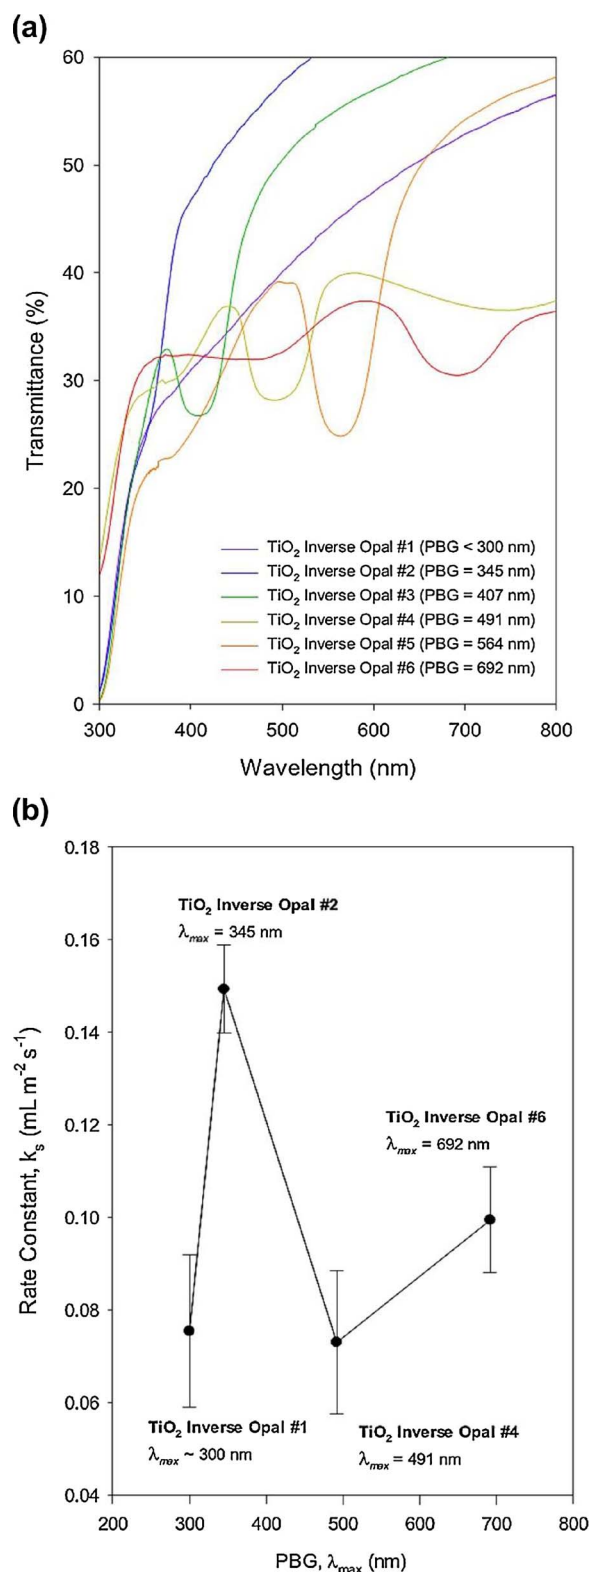 (a)
60
50
40
30
20
10
0
Transmittance (%)
TiO₂ Inverse Opal #1 (PBG < 300 nm)
TiO₂ Inverse Opal #2 (PBG = 345 nm)
TiO₂ Inverse Opal #3 (PBG = 407 nm)
TiO₂ Inverse Opal #4 (PBG = 491 nm)
TiO₂ Inverse Opal #5 (PBG = 564 nm)
TiO₂ Inverse Opal #6 (PBG = 692 nm)
300 400 500 600 700 800
Wavelength (nm)
(b)
0.18
0.16
0.14
0.12
0.10
0.08
0.06
0.04
Rate Constant, kₛ (mL m⁻² s⁻¹)
TiO₂ Inverse Opal #2
λmax = 345 nm
TiO₂ Inverse Opal #6
λmax = 692 nm
TiO₂ Inverse Opal #1
λmax ~ 300 nm
TiO₂ Inverse Opal #4
λmax = 491 nm
200 300 400 500 600 700 800
PBG, λmax (nm)